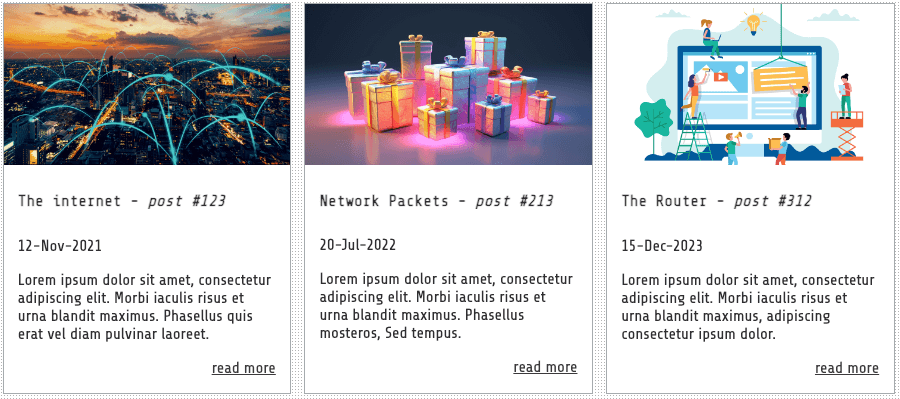 The internet - post #123
12-Nov-2021
Lorem ipsum dolor sit amet, consectetur
adipiscing elit. Morbi iaculis risus et
urna blandit maximus. Phasellus quis
erat vel diam pulvinar laoreet.
read more
Network Packets - post #213
20-Jul-2022
Lorem ipsum dolor sit amet, consectetur
adipiscing elit. Morbi iaculis risus et
urna blandit maximus. Phasellus
mosteros, Sed tempus.
read more
The Router - post #312
15-Dec-2023
Lorem ipsum dolor sit amet, consectetur
adipiscing elit. Morbi iaculis risus et
urna blandit maximus, adipiscing
consectetur ipsum dolor.
read more